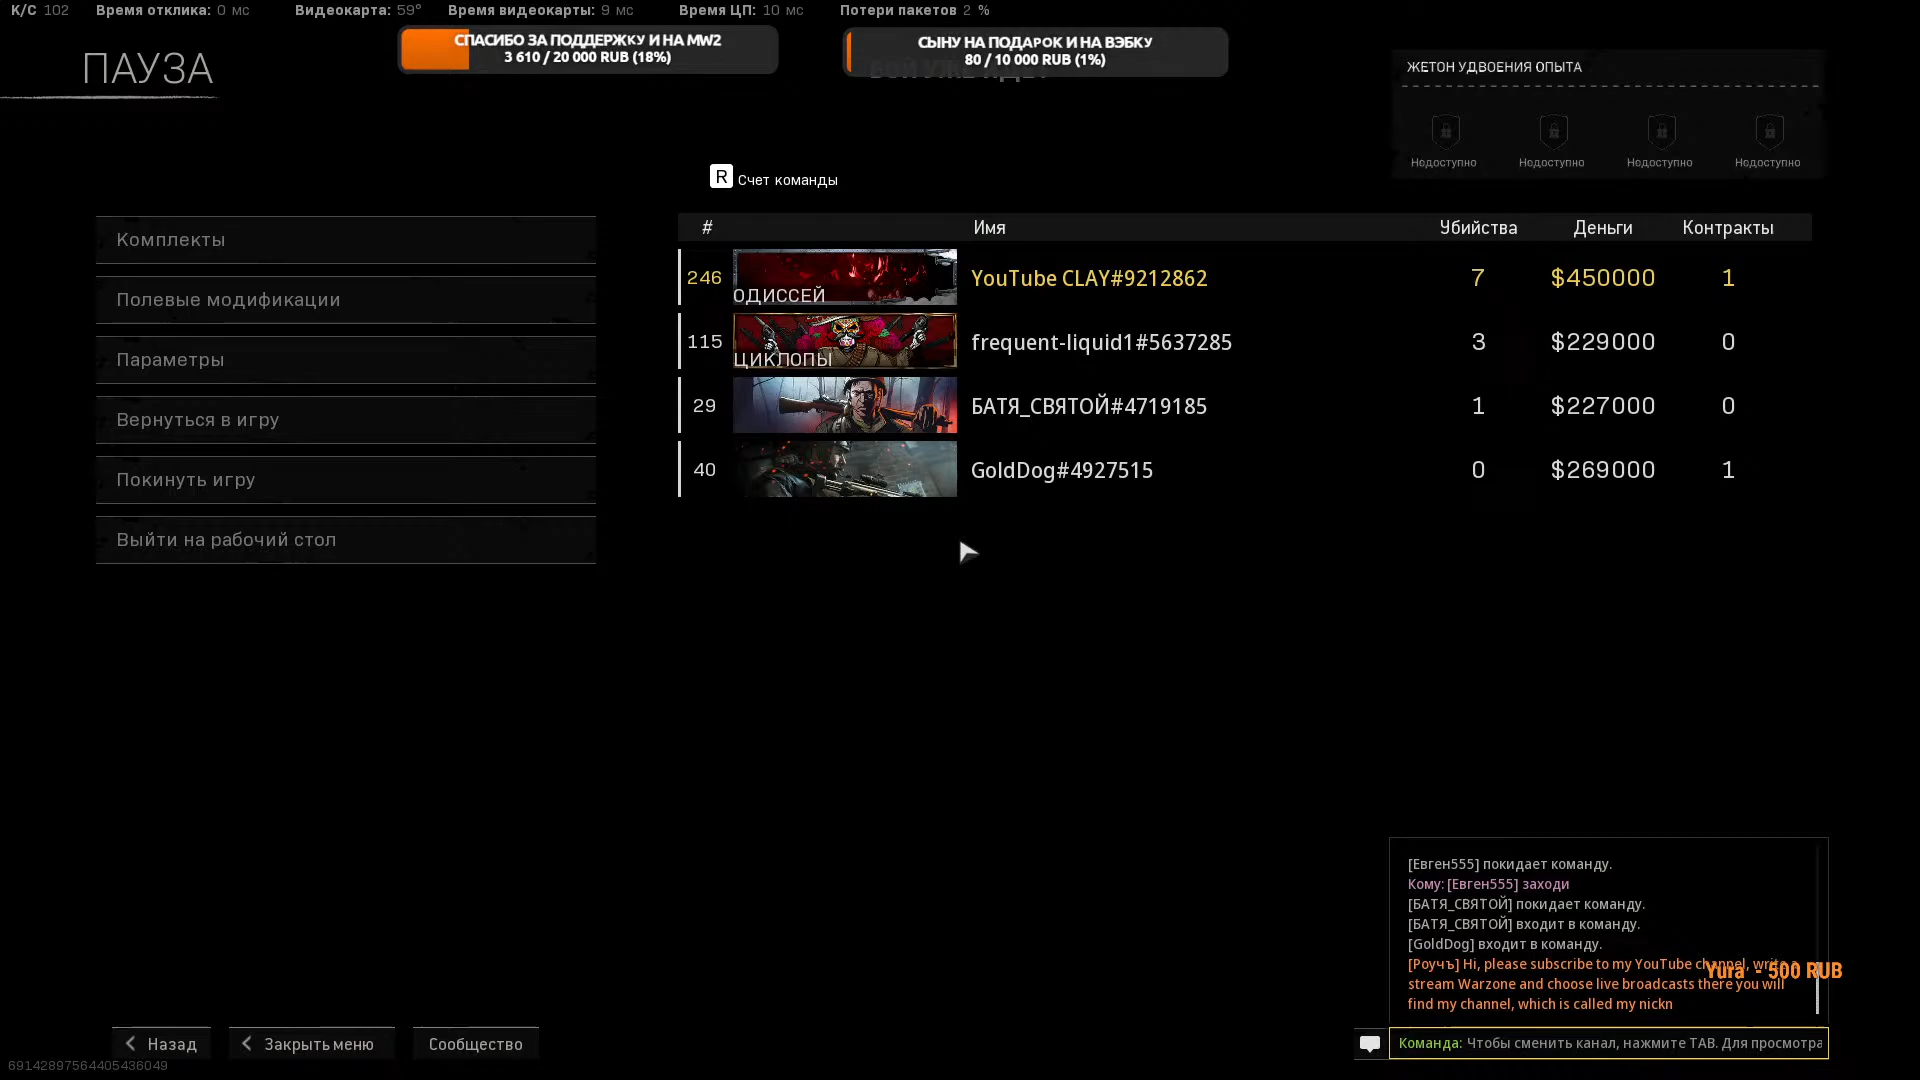 К/С 102 Время отклика: 0 мс Видеокарта: 59° Время видеокарты: 9 мс Время ЦП: 10 мс Потери пакетов 2 %
ПАУЗА
СПАСИБО ЗА ПОДДЕРЖКУ И НА MW2
3 610 / 20 000 RUB (18%)
СЫНУ НА ПОДАРОК И НА ВЭБКУ
80 / 10 000 RUB (1%)
ЖЕТОН УДВОЕНИЯ ОПЫТА
Недоступно Недоступно Недоступно Недоступно
R Счет команды
Комплекты
Полевые модификации
Параметры
Вернуться в игру
Покинуть игру
Выйти на рабочий стол
# Имя Убийства Деньги Контракты
246 ОДИССЕЙ YouTube CLAY#9212862 7 $450000 1
115 ЦИКЛОПЫ frequent-liquid1#5637285 3 $229000 0
29 БАТЯ_СВЯТОЙ#4719185 1 $227000 0
40 GoldDog#4927515 0 $269000 1
[Евген555] покидает команду.
Кому: [Евген555] заходи
[БАТЯ_СВЯТОЙ] покидает команду.
[БАТЯ_СВЯТОЙ] входит в команду.
[GoldDog] входит в команду.
[Роучъ] Hi, please subscribe to my YouTube channel, write a
stream Warzone and choose live broadcasts there you will
find my channel, which is called my nickn
Yura - 500 RUB
Команда: Чтобы сменить канал, нажмите TAB. Для просмотра
Назад Закрыть меню Сообщество
69142897564405436049